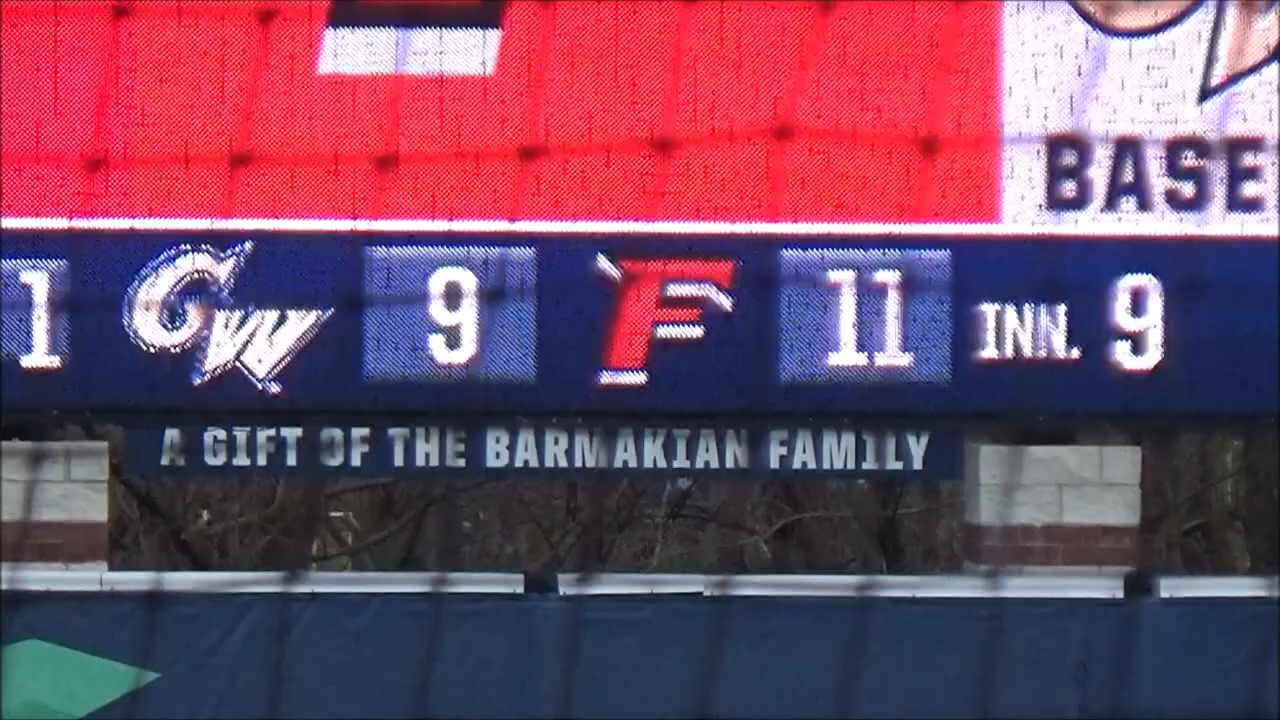 BASE
1 GW 9 F 11 INN. 9
A GIFT OF THE BARMAKIAN FAMILY